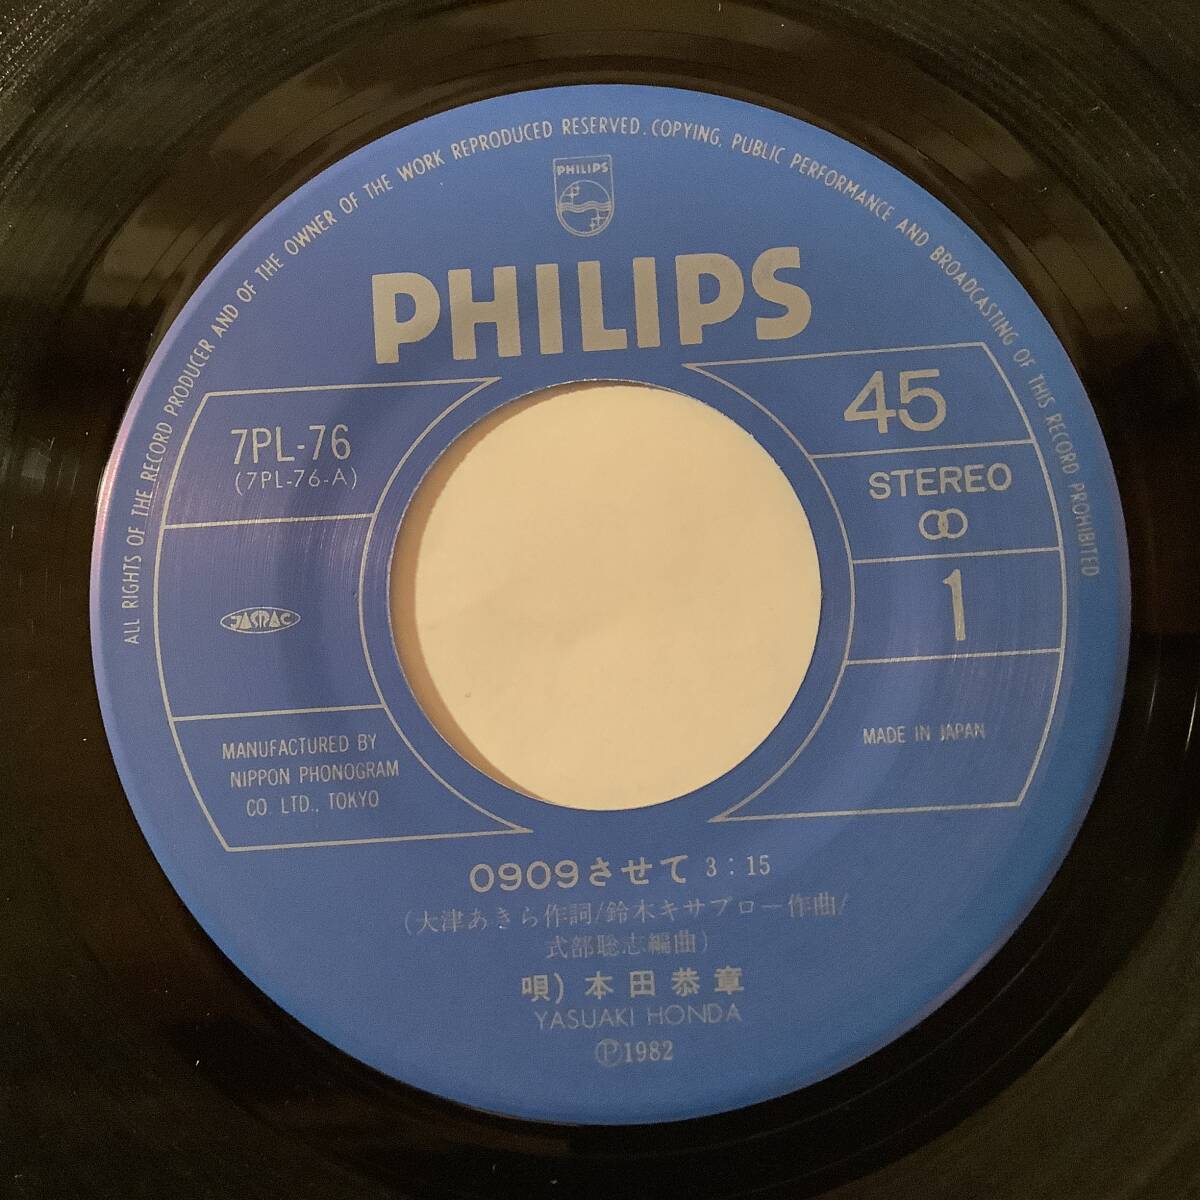 ALL RIGHTS OF THE RECORD PRODUCER AND OF THE OWNER OF THE WORK REPRODUCED RESERVED. COPYING, PUBLIC PERFORMANCE AND BROADCASTING OF THIS RECORD PROHIBITED
PHILIPS
PHILIPS
7PL-76
(7PL-76-A)
JASRAC
MANUFACTURED BY
NIPPON PHONOGRAM
CO. LTD., TOKYO
45
STEREO
1
MADE IN JAPAN
0909させて 3:15
(大津あきら作詞/鈴木キサブロー作曲/
式部聡志編曲)
唄) 本田恭章
YASUAKI HONDA
Ⓟ1982